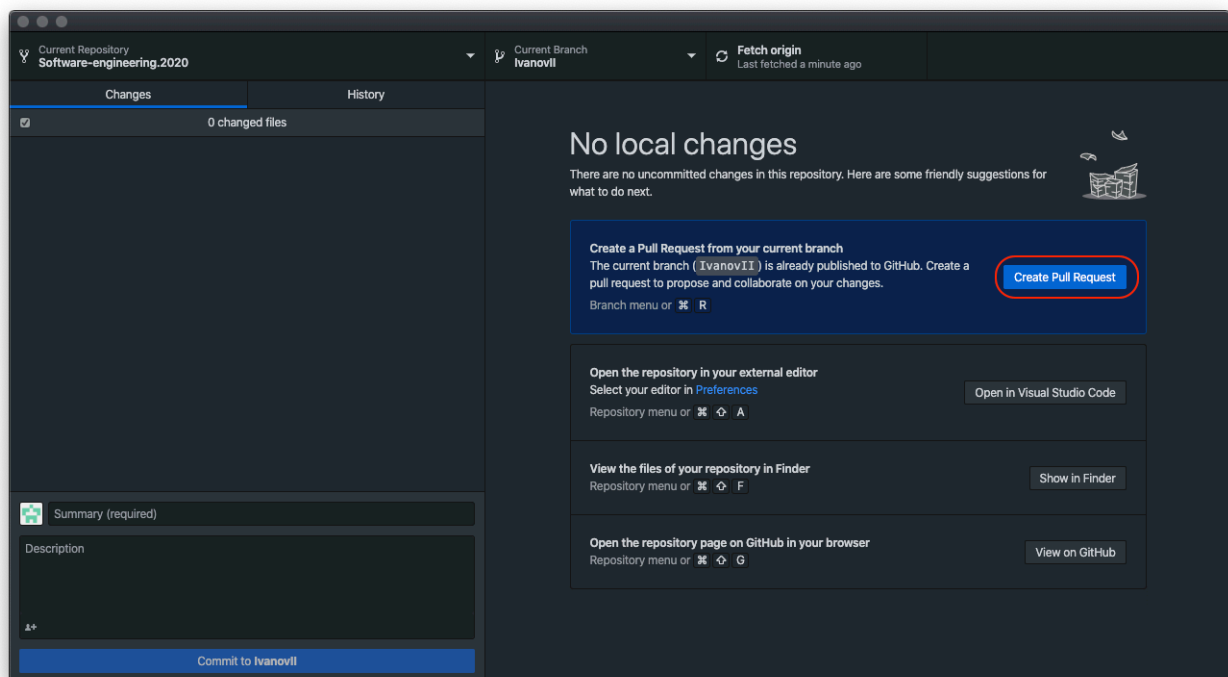 Current Repository
Software-engineering.2020
Current Branch
IvanovII
Fetch origin
Last fetched a minute ago
Changes
History
0 changed files
No local changes
There are no uncommitted changes in this repository. Here are some friendly suggestions for
what to do next.
Create a Pull Request from your current branch
The current branch ( IvanovII ) is already published to GitHub. Create a
pull request to propose and collaborate on your changes.
Branch menu or ⌘ R
Create Pull Request
Open the repository in your external editor
Select your editor in Preferences
Repository menu or ⌘ ⇧ A
Open in Visual Studio Code
View the files of your repository in Finder
Repository menu or ⌘ ⇧ F
Show in Finder
Open the repository page on GitHub in your browser
Repository menu or ⌘ ⇧ G
View on GitHub
Summary (required)
Description
Commit to IvanovII